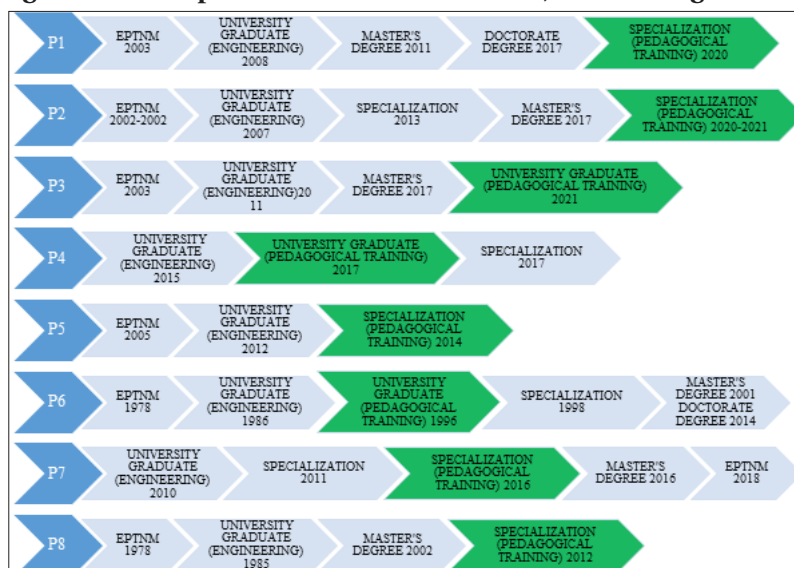 P1
EPTNM
2003
UNIVERSITY
GRADUATE
(ENGINEERING)
2008
MASTER'S
DEGREE 2011
DOCTORATE
DEGREE 2017
SPECIALIZATION
(PEDAGOGICAL
TRAINING) 2020
P2
EPTNM
2002-2002
UNIVERSITY
GRADUATE
(ENGINEERING)
2007
SPECIALIZATION
2013
MASTER'S
DEGREE 2017
SPECIALIZATION
(PEDAGOGICAL
TRAINING) 2020-2021
P3
EPTNM
2003
UNIVERSITY
GRADUATE
(ENGINEERING)20
11
MASTER'S
DEGREE 2017
UNIVERSITY GRADUATE
(PEDAGOGICAL TRAINING)
2021
P4
UNIVERSITY
GRADUATE
(ENGINEERING)
2015
UNIVERSITY GRADUATE
(PEDAGOGICAL TRAINING)
2017
SPECIALIZATION
2017
P5
EPTNM
2005
UNIVERSITY
GRADUATE
(ENGINEERING)
2012
SPECIALIZATION
(PEDAGOGICAL
TRAINING) 2014
P6
EPTNM
1978
UNIVERSITY
GRADUATE
(ENGINEERING)
1986
UNIVERSITY
GRADUATE
(PEDAGOGICAL
TRAINING) 1996
SPECIALIZATION
1998
MASTER'S
DEGREE 2001
DOCTORATE
DEGREE 2014
P7
UNIVERSITY
GRADUATE
(ENGINEERING)
2010
SPECIALIZATION
2011
SPECIALIZATION
(PEDAGOGICAL
TRAINING) 2016
MASTER'S
DEGREE 2016
EPTNM
2018
P8
EPTNM
1978
UNIVERSITY
GRADUATE
(ENGINEERING)
1985
MASTER'S
DEGREE 2002
SPECIALIZATION
(PEDAGOGICAL
TRAINING) 2012